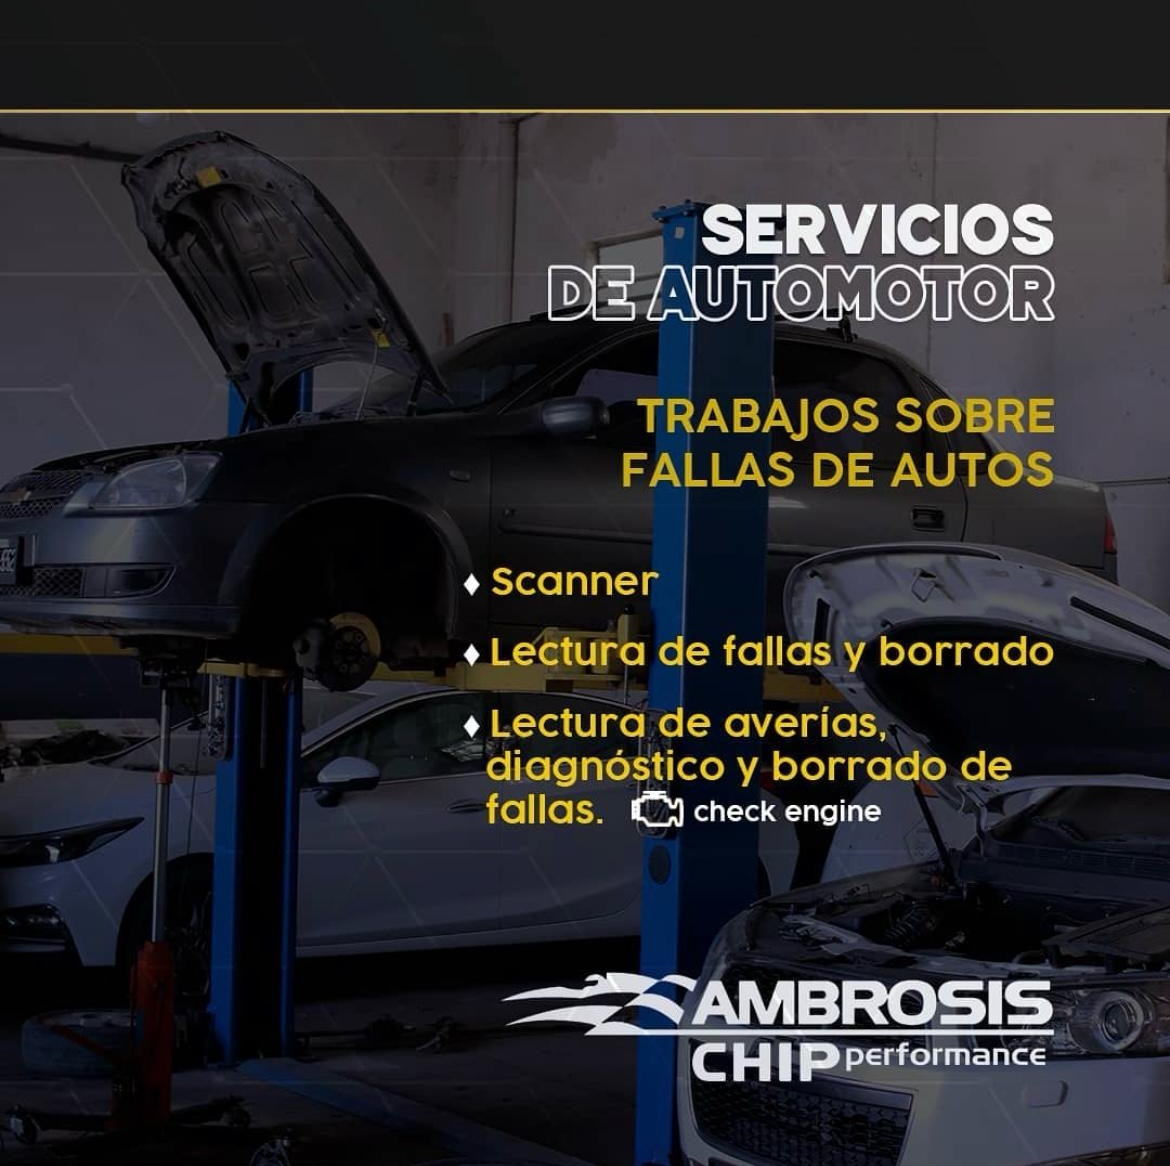 SERVICIOS
DE AUTOMOTOR
TRABAJOS SOBRE
FALLAS DE AUTOS
♦ Scanner
♦ Lectura de fallas y borrado
♦ Lectura de averías,
diagnóstico y borrado de
fallas. check engine
AMBROSIS
CHIP performance